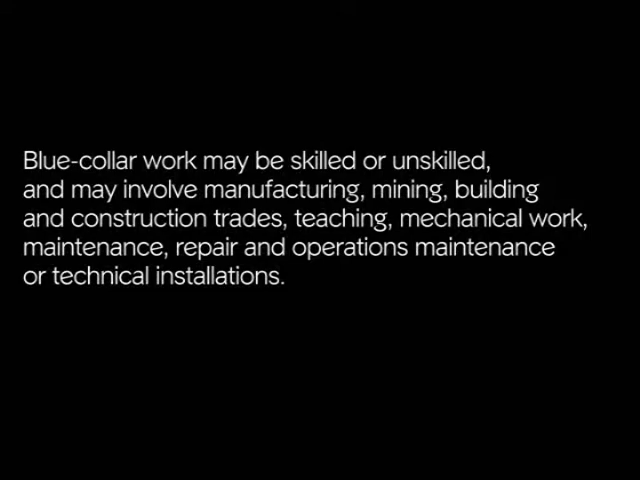 Blue-collar work may be skilled or unskilled,
and may involve manufacturing, mining, building
and construction trades, teaching, mechanical work,
maintenance, repair and operations maintenance
or technical installations.